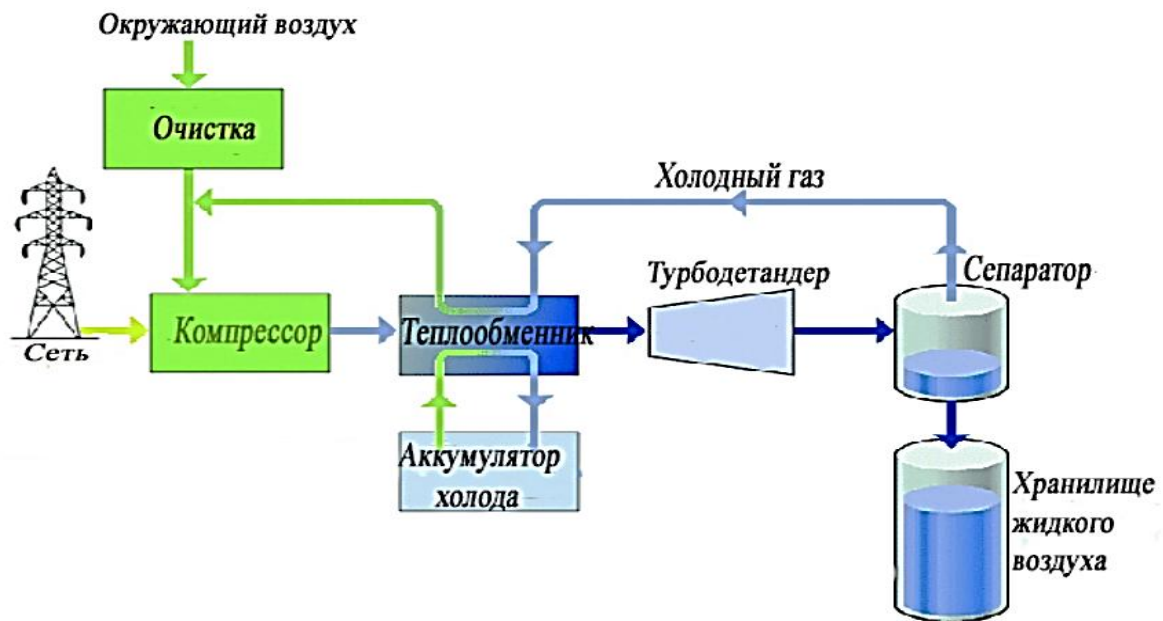 Окружающий воздух
Очистка
Холодный газ
Сепаратор
Турбодетандер
Компрессор
Теплообменник
Сеть
Аккумулятор
холода
Хранилище
жидкого
воздуха